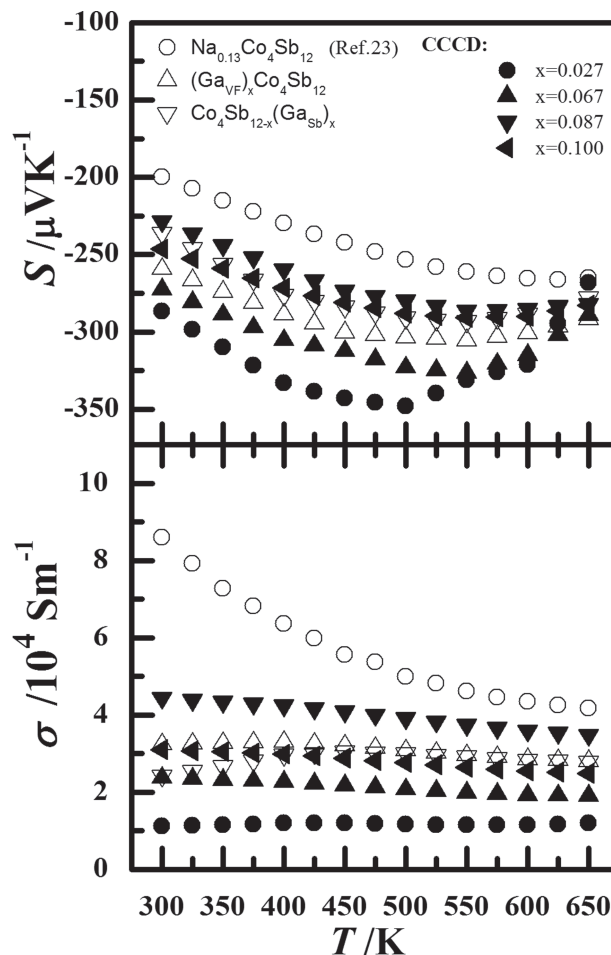 -100
-150
-200
-250
-300
-350
S /μVK⁻¹
Na₀.₁₃Co₄Sb₁₂ (Ref.23)
(Ga_VF)ₓCo₄Sb₁₂
Co₄Sb₁₂₋ₓ(Ga_Sb)ₓ
CCCD:
x=0.027
x=0.067
x=0.087
x=0.100
10
8
6
4
2
0
σ /10⁴ Sm⁻¹
300 350 400 450 500 550 600 650
T /K